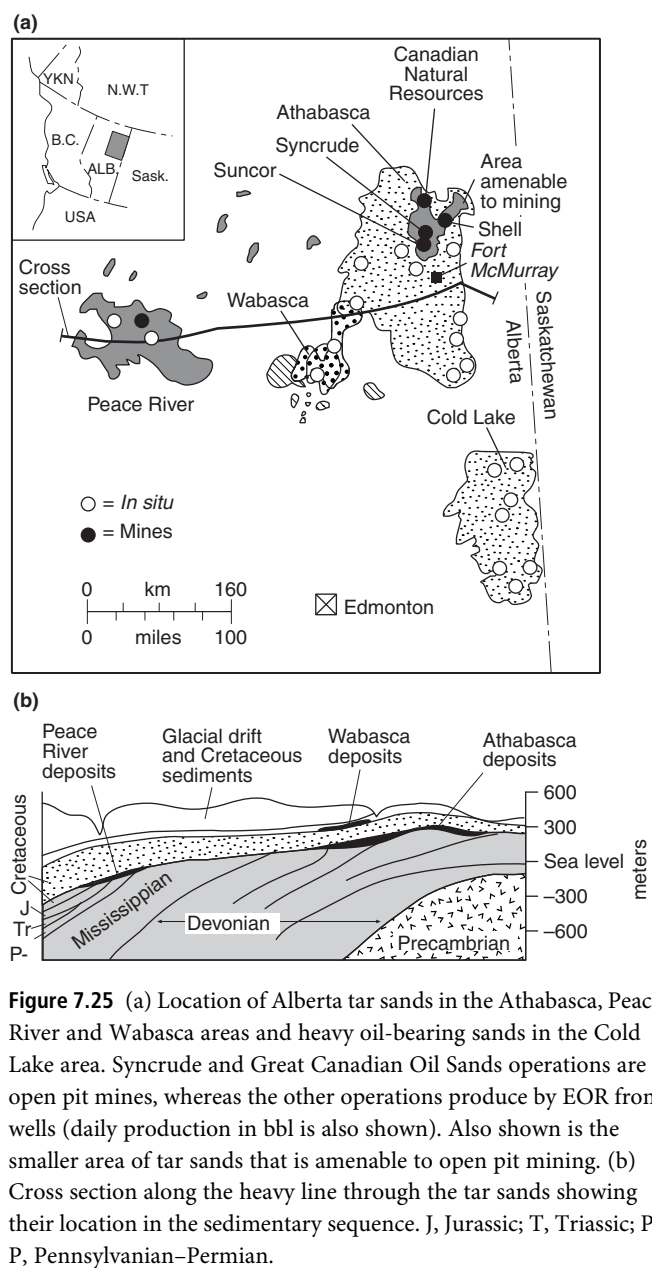 (a)
YKN
N.W.T
B.C.
ALB.
Sask.
USA
Canadian
Natural
Resources
Athabasca
Syncrude
Suncor
Area
amenable
to mining
Shell
Fort
McMurray
Cross
section
Wabasca
Peace River
Saskatchewan
Alberta
Cold Lake
= In situ
= Mines
0 km 160
0 miles 100
Edmonton
(b)
Peace
River
deposits
Glacial drift
and Cretaceous
sediments
Wabasca
deposits
Athabasca
deposits
600
300
Sea level
–300
–600
meters
Cretaceous
J
Tr
P-
Mississippian
Devonian
Precambrian
Figure 7.25 (a) Location of Alberta tar sands in the Athabasca, Peac
River and Wabasca areas and heavy oil-bearing sands in the Cold
Lake area. Syncrude and Great Canadian Oil Sands operations are
open pit mines, whereas the other operations produce by EOR from
wells (daily production in bbl is also shown). Also shown is the
smaller area of tar sands that is amenable to open pit mining. (b)
Cross section along the heavy line through the tar sands showing
their location in the sedimentary sequence. J, Jurassic; T, Triassic; P
P, Pennsylvanian–Permian.